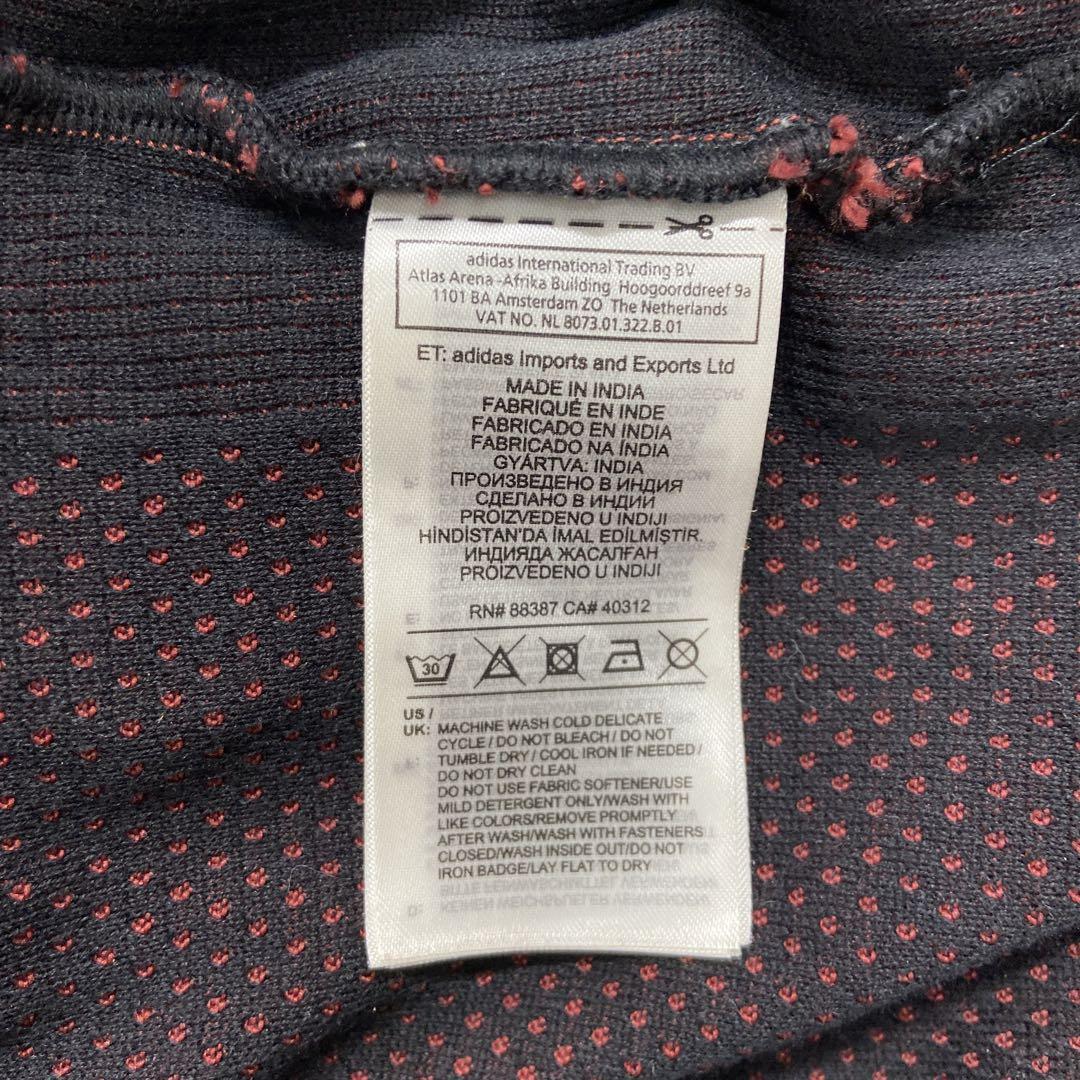 adidas International Trading BV
Atlas Arena -Afrika Building Hoogoorddreef 9a
1101 BA Amsterdam ZO The Netherlands
VAT NO. NL 8073.01.322.B.01
ET: adidas Imports and Exports Ltd
MADE IN INDIA
FABRIQUÉ EN INDE
FABRICADO EN INDIA
FABRICADO NA ÍNDIA
GYÁRTVA: INDIA
ПРОИЗВЕДЕНО В ИНДИЯ
СДЕЛАНО В ИНДИИ
PROIZVEDENO U INDIJI
HİNDİSTAN'DA İMAL EDİLMİŞTİR.
ИНДИЯДА ЖАСАЛҒАН
PROIZVEDENO U INDIJI
RN# 88387 CA# 40312
30
US /
UK: MACHINE WASH COLD DELICATE
CYCLE / DO NOT BLEACH / DO NOT
TUMBLE DRY / COOL IRON IF NEEDED /
DO NOT DRY CLEAN
DO NOT USE FABRIC SOFTENER/USE
MILD DETERGENT ONLY/WASH WITH
LIKE COLORS/REMOVE PROMPTLY
AFTER WASH/WASH WITH FASTENERS
CLOSED/WASH INSIDE OUT/DO NOT
IRON BADGE/LAY FLAT TO DRY